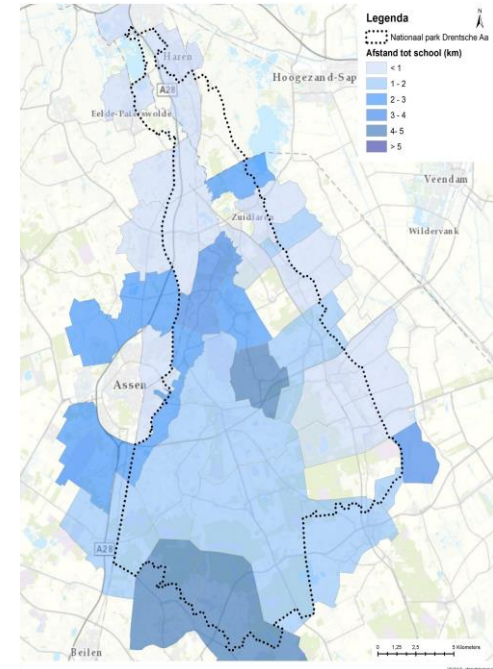 Legenda
N
Nationaal park Drentsche Aa
Afstand tot school (km)
< 1
1 - 2
2 - 3
3 - 4
4- 5
> 5
Haren
Hoogezand-Sap
A28
Eelde-Paterswolde
Veendam
Zuidlaren
Wildervank
Assen
A28
Beilen
0 1,25 2,5 5 Kilometers